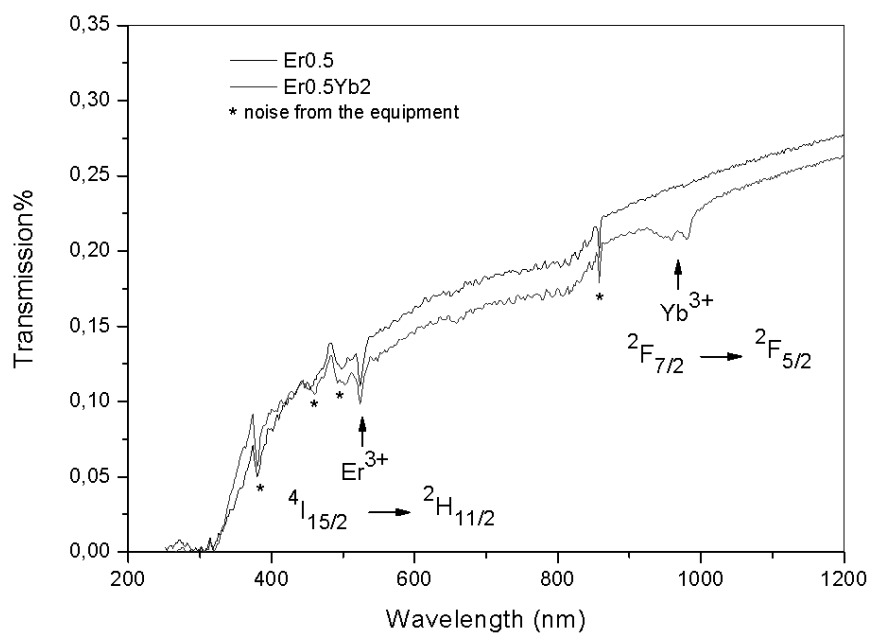 0,35
0,30
0,25
0,20
0,15
0,10
0,05
0,00
Transmission%
Er0.5
Er0.5Yb2
* noise from the equipment
*
*
*
*
Yb³⁺
²F₇/₂ → ²F₅/₂
Er³⁺
⁴I₁₅/₂ → ²H₁₁/₂
200 400 600 800 1000 1200
Wavelength (nm)